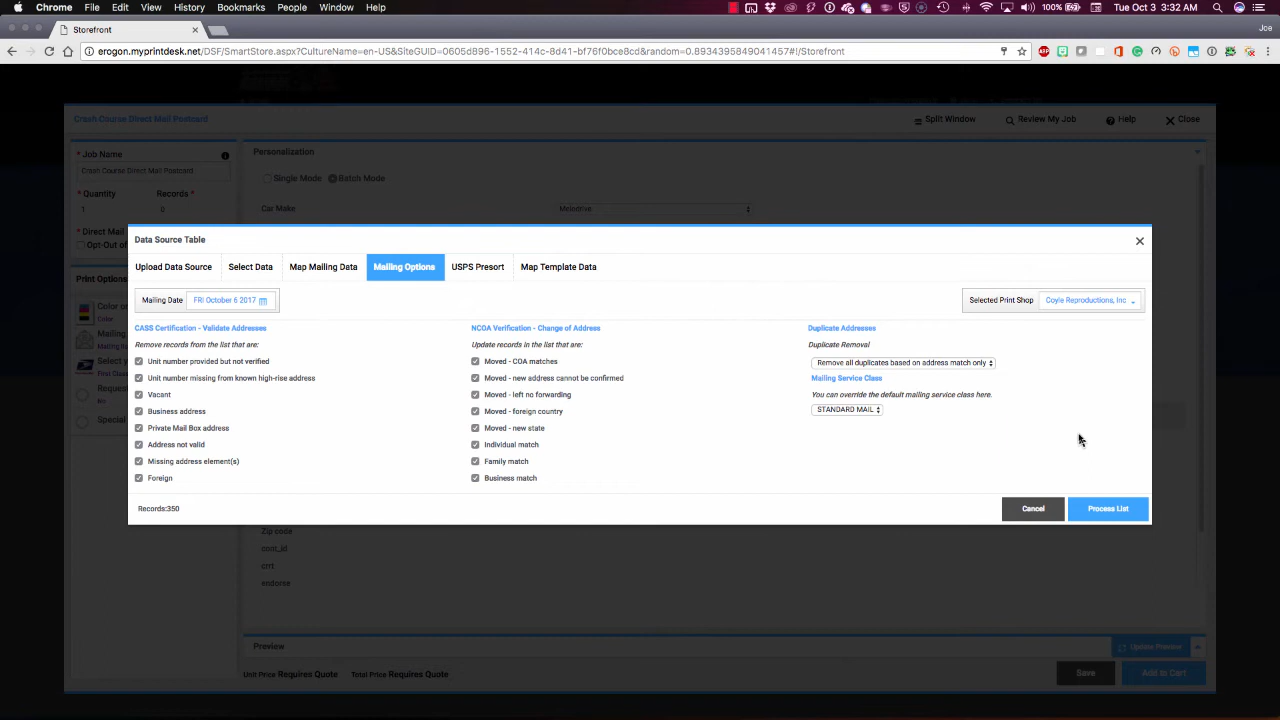 Chrome File Edit View History Bookmarks People Window Help 100% Tue Oct 3 3:32 AM
Storefront Joe
erogon.myprintdesk.net/DSF/SmartStore.aspx?CultureName=en-US&SiteGUID=0605d896-1552-414c-8d41-bf76f0bce8cd&random=0.8934395849041457#!/Storefront
Crash Course Direct Mail Postcard Split Window Review My Job Help Close
* Job Name
Crash Course Direct Mail Postcard
* Quantity Records *
1 0
* Direct Mail
Opt-Out of
Print Options
Color or
Color
Mailing
Mailing
Select y
First Class
Reques
Special
Personalization
Single Mode Batch Mode
Car Make
Data Source Table
Upload Data Source Select Data Map Mailing Data Mailing Options USPS Presort Map Template Data
Mailing Date FRI October 6 2017 Selected Print Shop Coyle Reproductions, Inc
CASS Certification - Validate Addresses
Remove records from the list that are:
Unit number provided but not verified
Unit number missing from known high-rise address
Vacant
Business address
Private Mail Box address
Address not valid
Missing address element(s)
Foreign
NCOA Verification - Change of Address
Update records in the list that are:
Moved - COA matches
Moved - new address cannot be confirmed
Moved - left no forwarding
Moved - foreign country
Moved - new state
Individual match
Family match
Business match
Duplicate Addresses
Duplicate Removal
Remove all duplicates based on address match only
Mailing Service Class
You can override the default mailing service class here.
STANDARD MAIL
Records:350 Cancel Process List
Zip code
cont_id
crrt
endorse
Preview Update Preview
Unit Price Requires Quote Total Price Requires Quote Save Add to Cart